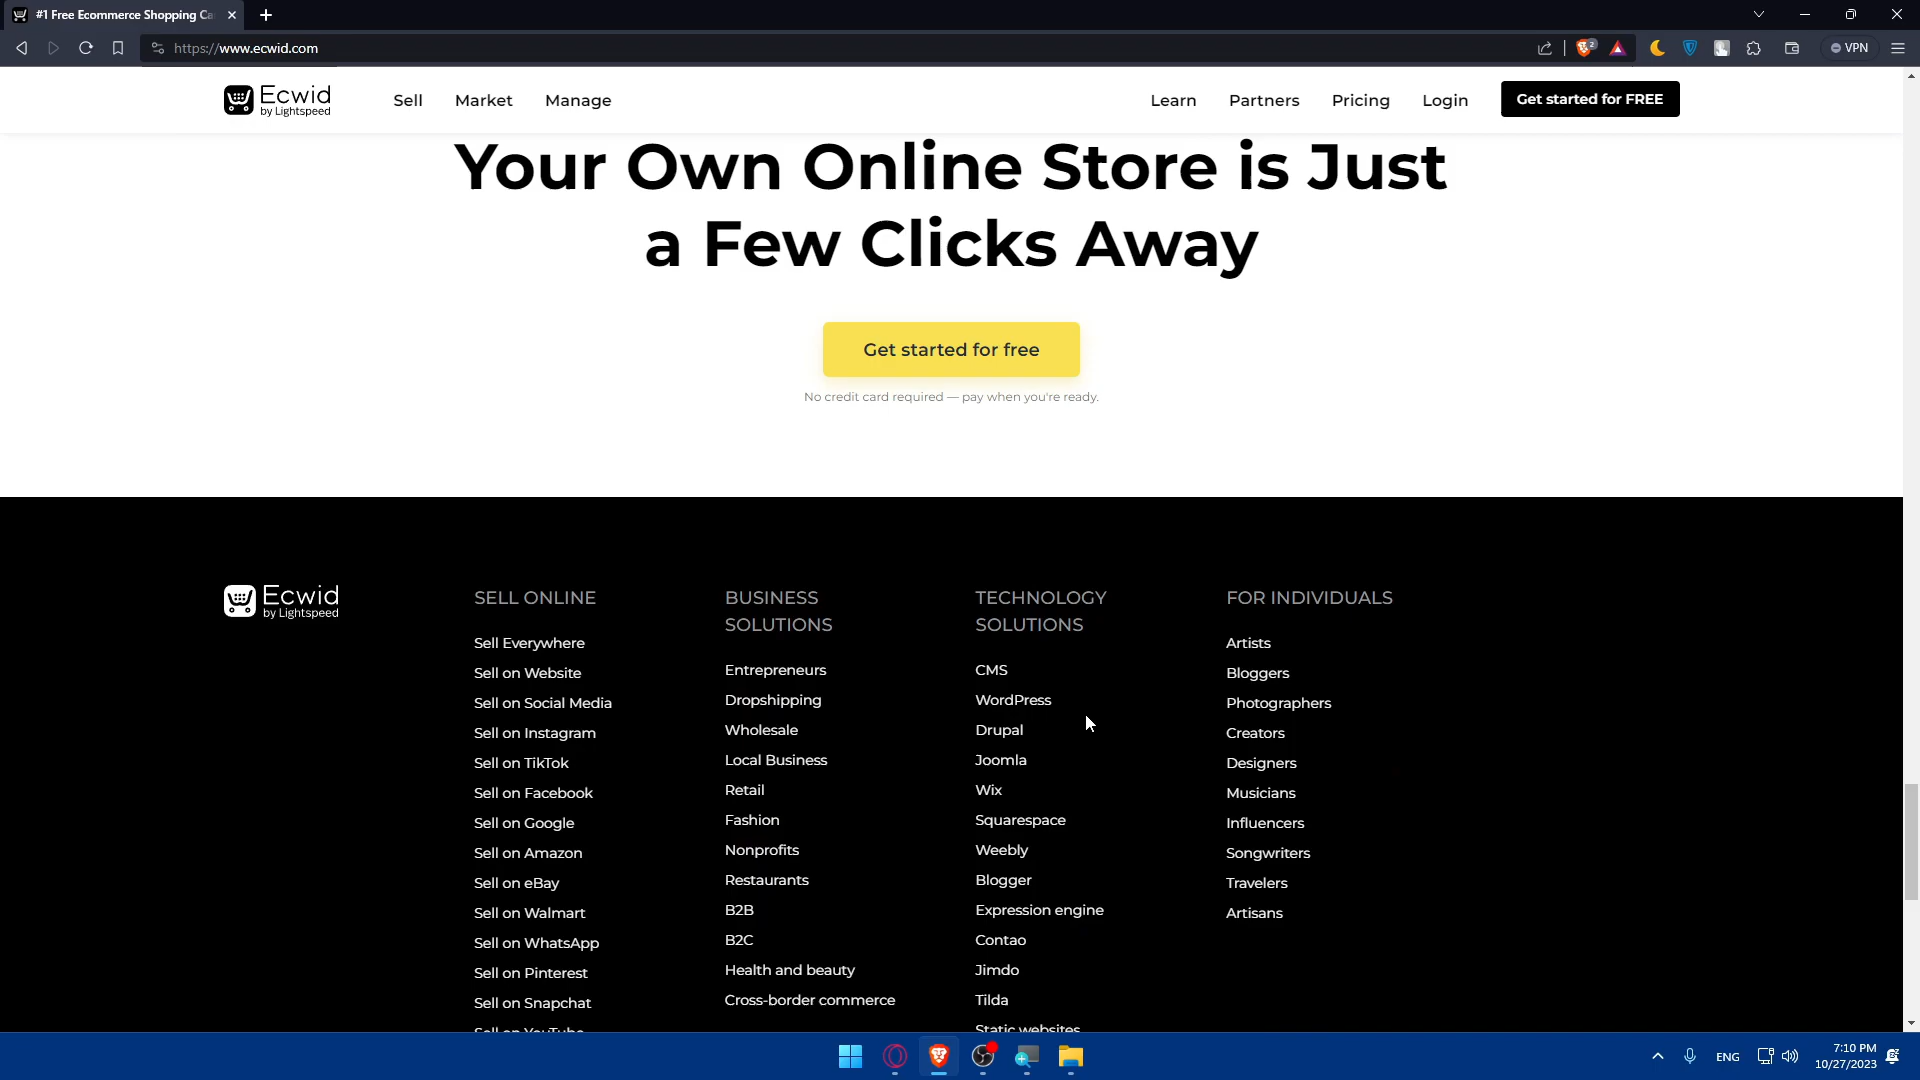 #1 Free Ecommerce Shopping Ca
https://www.ecwid.com
2
VPN
Ecwid
by Lightspeed
Sell
Market
Manage
Learn
Partners
Pricing
Login
Get started for FREE
Your Own Online Store is Just
a Few Clicks Away
Get started for free
No credit card required — pay when you're ready.
Ecwid
by Lightspeed
SELL ONLINE
Sell Everywhere
Sell on Website
Sell on Social Media
Sell on Instagram
Sell on TikTok
Sell on Facebook
Sell on Google
Sell on Amazon
Sell on eBay
Sell on Walmart
Sell on WhatsApp
Sell on Pinterest
Sell on Snapchat
Sell on YouTube
BUSINESS
SOLUTIONS
Entrepreneurs
Dropshipping
Wholesale
Local Business
Retail
Fashion
Nonprofits
Restaurants
B2B
B2C
Health and beauty
Cross-border commerce
TECHNOLOGY
SOLUTIONS
CMS
WordPress
Drupal
Joomla
Wix
Squarespace
Weebly
Blogger
Expression engine
Contao
Jimdo
Tilda
Static websites
FOR INDIVIDUALS
Artists
Bloggers
Photographers
Creators
Designers
Musicians
Influencers
Songwriters
Travelers
Artisans
ENG
7:10 PM
10/27/2023